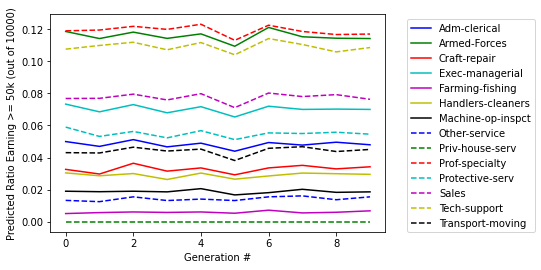 Predicted Ratio Earning >= 50k (out of 10000)
0.12
0.10
0.08
0.06
0.04
0.02
0.00
0
2
4
6
8
Generation #
Adm-clerical
Armed-Forces
Craft-repair
Exec-managerial
Farming-fishing
Handlers-cleaners
Machine-op-inspct
Other-service
Priv-house-serv
Prof-specialty
Protective-serv
Sales
Tech-support
Transport-moving